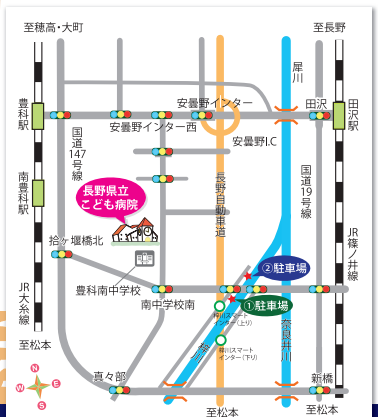 至穂高・大町
至長野
犀川
安曇野インター
田沢
豊科駅
田沢駅
安曇野インター西
国道147号線
安曇野I.C
南豊科駅
長野自動車道
国道19号線
長野県立
こども病院
拾ヶ堰橋北
JR篠ノ井線
②駐車場
豊科南中学校
JR大糸線
南中学校南
①駐車場
梓川スマート
インター(上り)
奈良井川
至松本
梓川スマート
インター(下り)
N
W
E
S
真々部
新橋
至松本
至松本